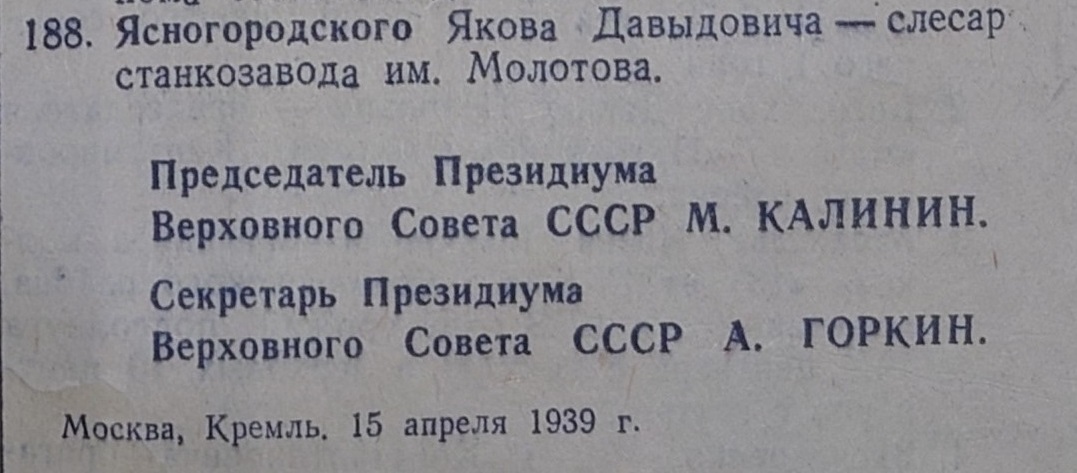 188. Ясногородского Якова Давыдовича — слесар
станкозавода им. Молотова.
Председатель Президиума
Верховного Совета СССР М. КАЛИНИН.
Секретарь Президиума
Верховного Совета СССР А. ГОРКИН.
Москва, Кремль. 15 апреля 1939 г.